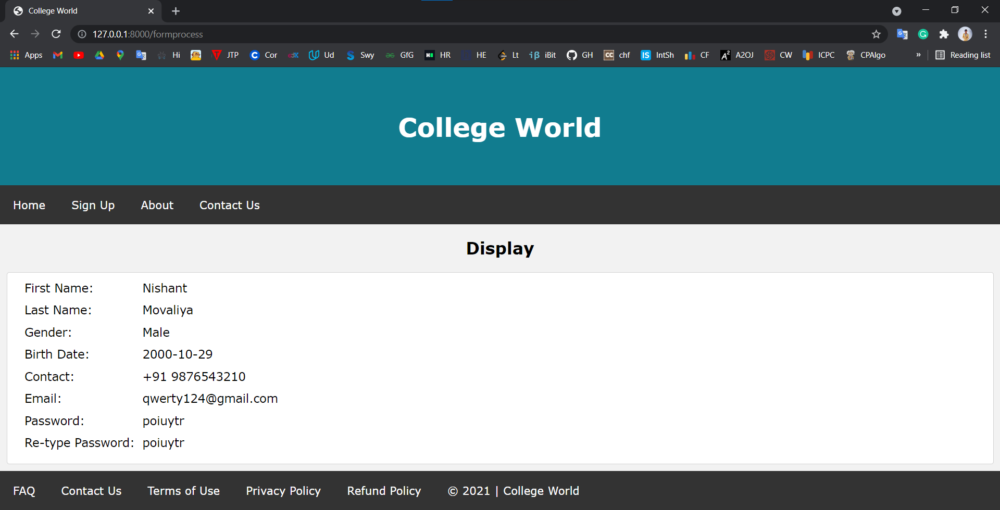 College World
127.0.0.1:8000/formprocess
Apps Hi JTP Cor Ud Swy GfG HR HE Lt iBit GH chf IntSh CF A2OJ CW ICPC CPAlgo » Reading list
College World
Home Sign Up About Contact Us
Display
First Name: Nishant
Last Name: Movaliya
Gender: Male
Birth Date: 2000-10-29
Contact: +91 9876543210
Email: qwerty124@gmail.com
Password: poiuytr
Re-type Password: poiuytr
FAQ Contact Us Terms of Use Privacy Policy Refund Policy © 2021 | College World